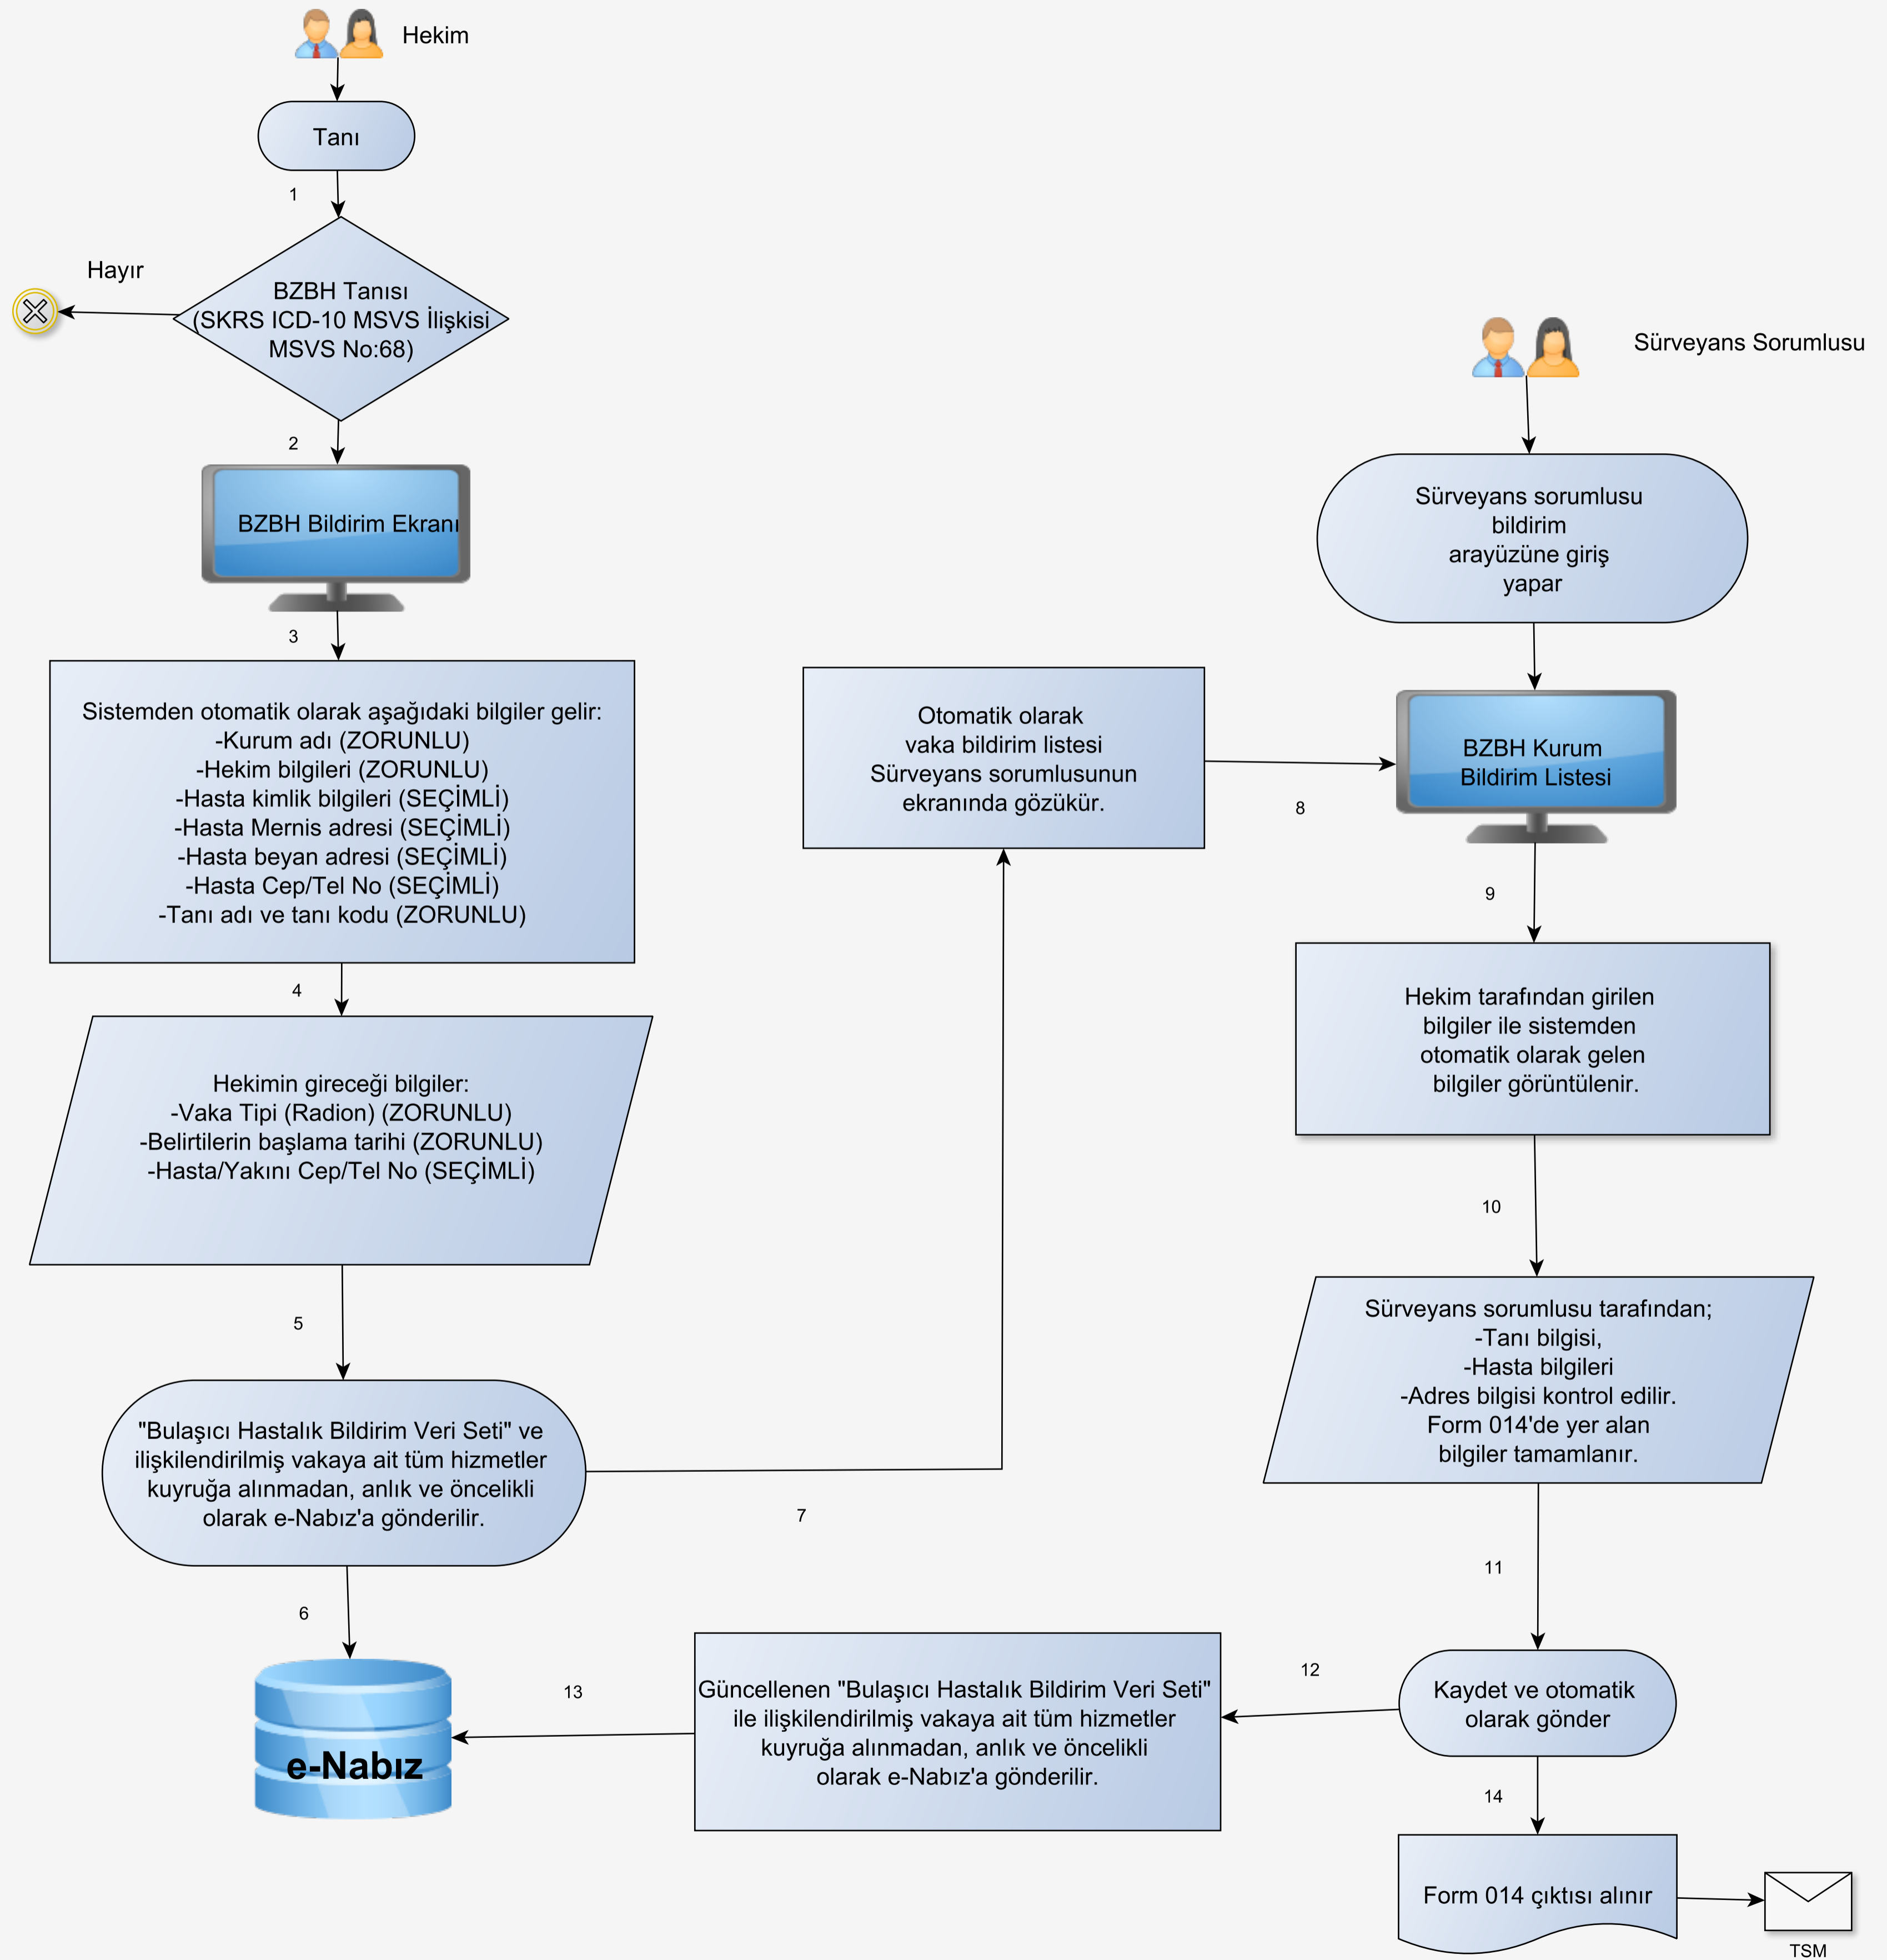 Hekim
Tanı
1
Hayır
BZBH Tanısı
(SKRS ICD-10 MSVS İlişkisi
MSVS No:68)
2
BZBH Bildirim Ekranı
3
Sistemden otomatik olarak aşağıdaki bilgiler gelir:
-Kurum adı (ZORUNLU)
-Hekim bilgileri (ZORUNLU)
-Hasta kimlik bilgileri (SEÇİMLİ)
-Hasta Mernis adresi (SEÇİMLİ)
-Hasta beyan adresi (SEÇİMLİ)
-Hasta Cep/Tel No (SEÇİMLİ)
-Tanı adı ve tanı kodu (ZORUNLU)
4
Hekimin gireceği bilgiler:
-Vaka Tipi (Radion) (ZORUNLU)
-Belirtilerin başlama tarihi (ZORUNLU)
-Hasta/Yakını Cep/Tel No (SEÇİMLİ)
5
"Bulaşıcı Hastalık Bildirim Veri Seti" ve
ilişkilendirilmiş vakaya ait tüm hizmetler
kuyruğa alınmadan, anlık ve öncelikli
olarak e-Nabız'a gönderilir.
6
e-Nabız
7
Otomatik olarak
vaka bildirim listesi
Sürveyans sorumlusunun
ekranında gözükür.
8
Sürveyans Sorumlusu
Sürveyans sorumlusu
bildirim
arayüzüne giriş
yapar
BZBH Kurum
Bildirim Listesi
9
Hekim tarafından girilen
bilgiler ile sistemden
otomatik olarak gelen
bilgiler görüntülenir.
10
Sürveyans sorumlusu tarafından;
-Tanı bilgisi,
-Hasta bilgileri
-Adres bilgisi kontrol edilir.
Form 014'de yer alan
bilgiler tamamlanır.
11
Kaydet ve otomatik
olarak gönder
12
Güncellenen "Bulaşıcı Hastalık Bildirim Veri Seti"
ile ilişkilendirilmiş vakaya ait tüm hizmetler
kuyruğa alınmadan, anlık ve öncelikli
olarak e-Nabız'a gönderilir.
13
14
Form 014 çıktısı alınır
TSM